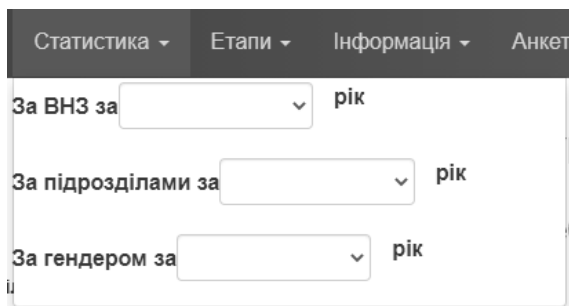 Статистика Етапи Інформація Анкет
За ВНЗ за рік
За підрозділами за рік
За гендером за рік